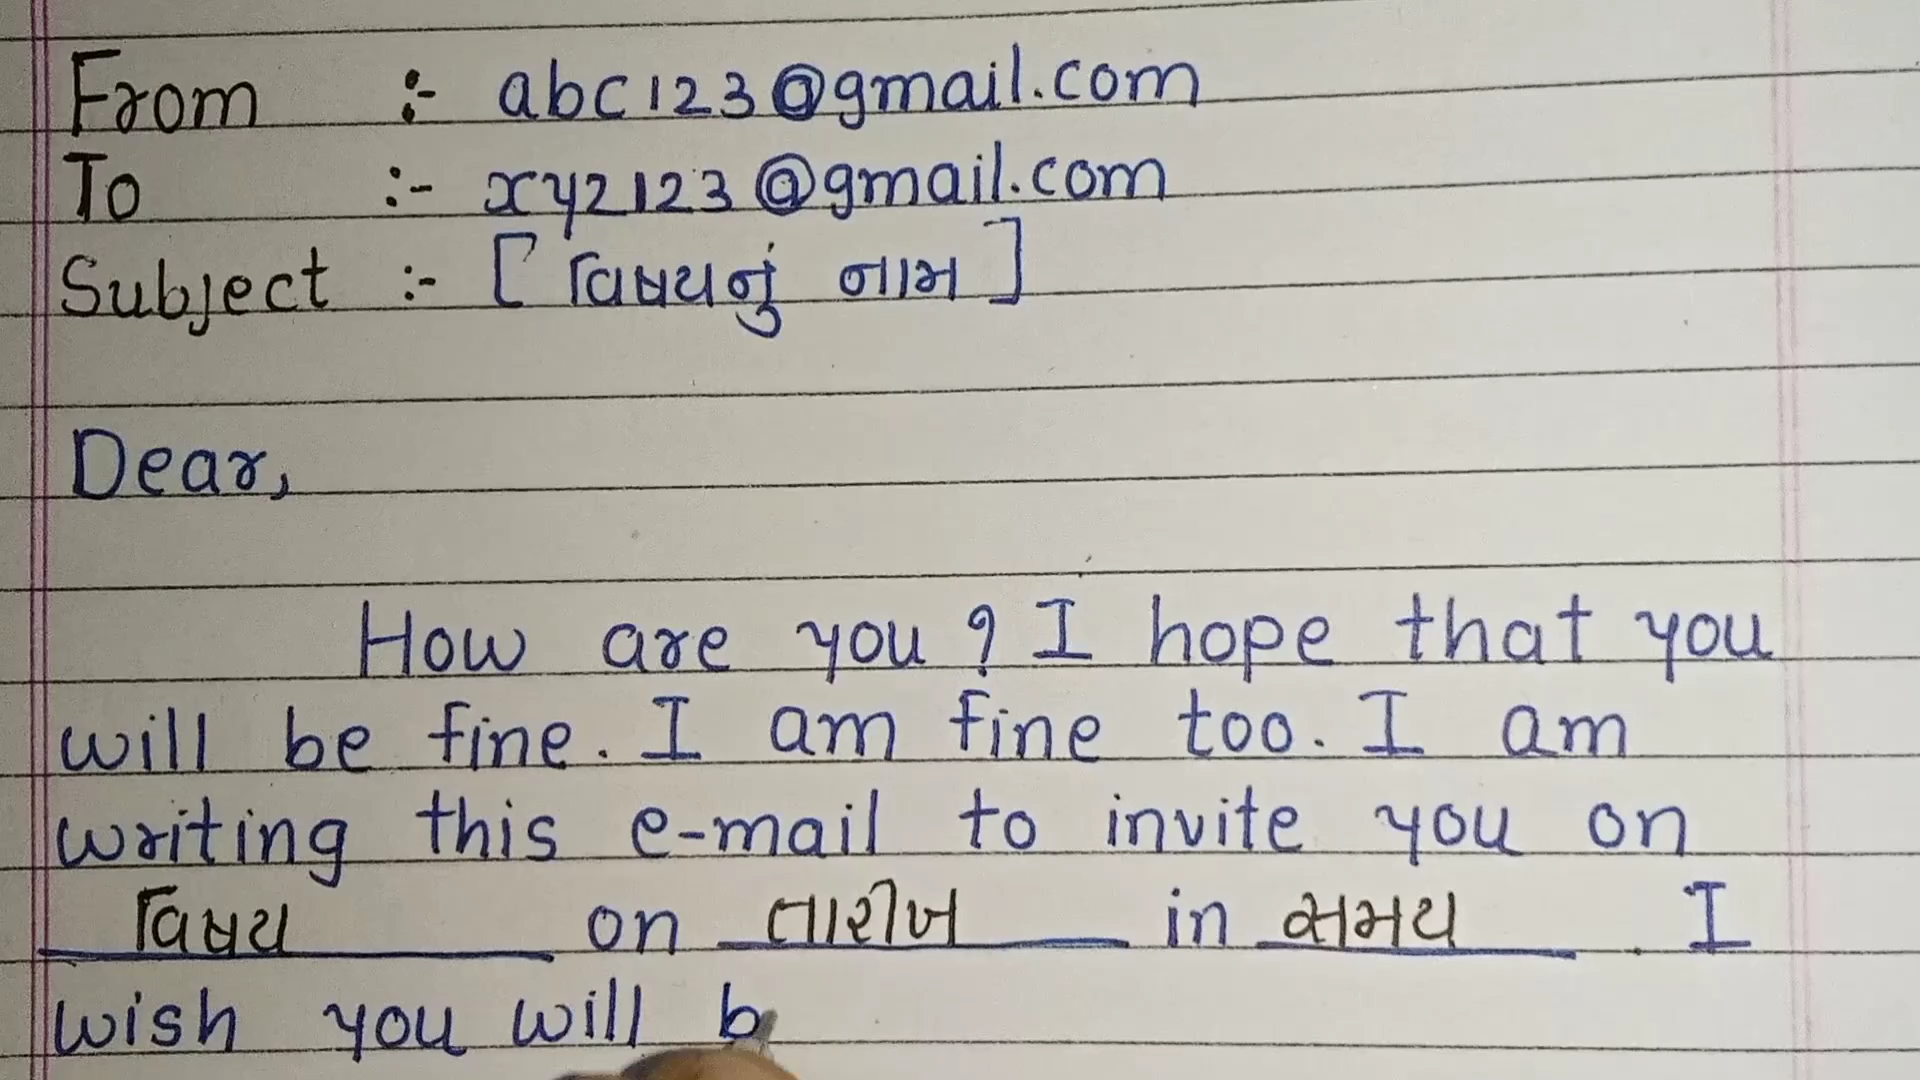 From :- abc123@gmail.com
To :- xyz123@gmail.com
Subject :- [ વિષયનું નામ ]
Dear,
How are you? I hope that you
will be fine. I am fine too. I am
writing this e-mail to invite you on
વિષય on તારીખ in સમય . I
wish you will b